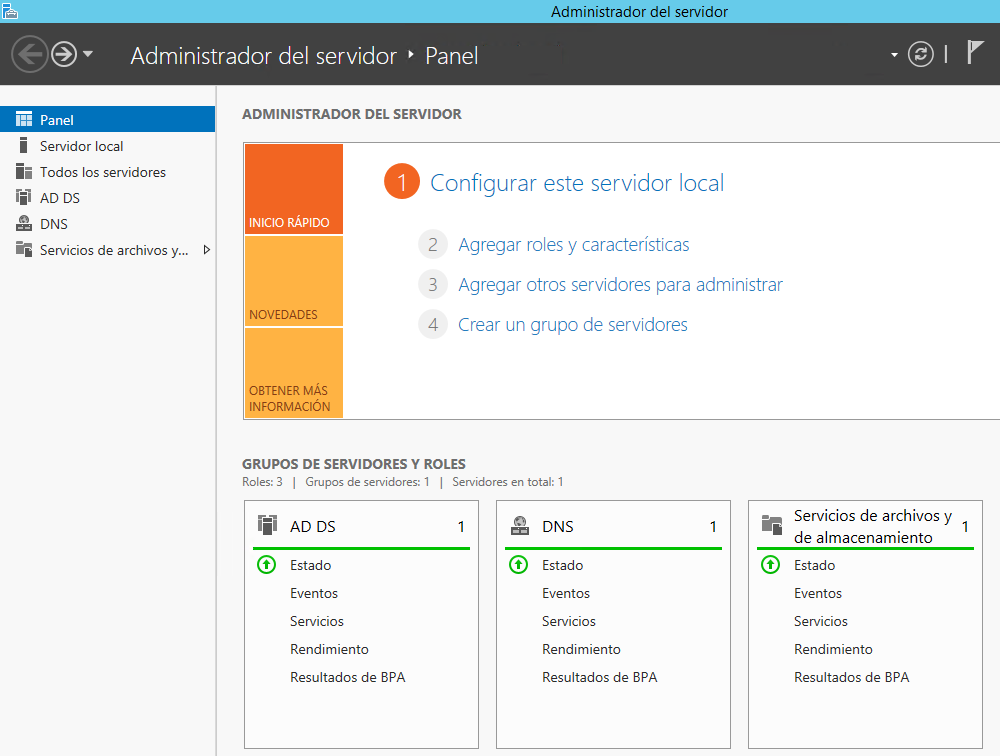 Administrador del servidor
Administrador del servidor ‣ Panel
Panel
Servidor local
Todos los servidores
AD DS
DNS
Servicios de archivos y...
ADMINISTRADOR DEL SERVIDOR
INICIO RÁPIDO
NOVEDADES
OBTENER MÁS
INFORMACIÓN
1 Configurar este servidor local
2 Agregar roles y características
3 Agregar otros servidores para administrar
4 Crear un grupo de servidores
GRUPOS DE SERVIDORES Y ROLES
Roles: 3 | Grupos de servidores: 1 | Servidores en total: 1
AD DS 1
Estado
Eventos
Servicios
Rendimiento
Resultados de BPA
DNS 1
Estado
Eventos
Servicios
Rendimiento
Resultados de BPA
Servicios de archivos y
de almacenamiento 1
Estado
Eventos
Servicios
Rendimiento
Resultados de BPA